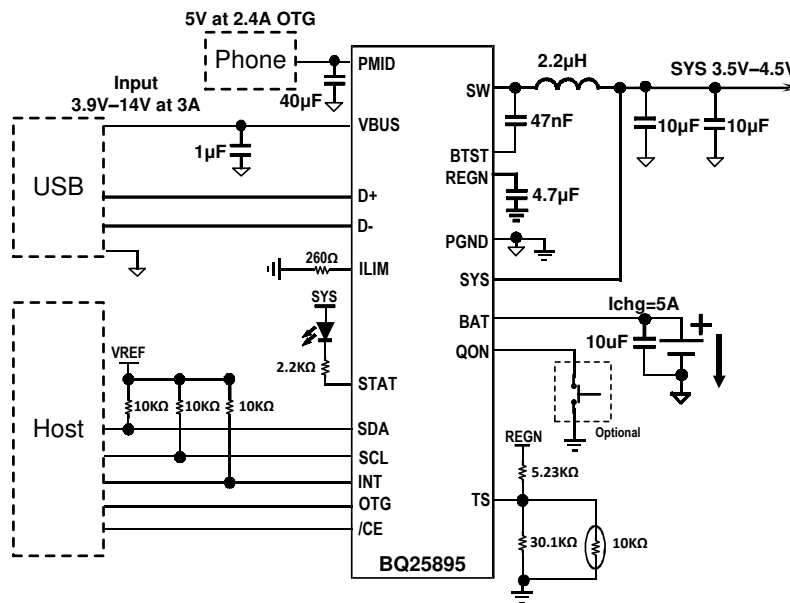 5V at 2.4A OTG
Phone
PMID
40µF
Input
3.9V–14V at 3A
VBUS
1µF
USB
D+
D-
260Ω
ILIM
SYS
2.2KΩ
STAT
VREF
10KΩ
10KΩ
10KΩ
Host
SDA
SCL
INT
OTG
/CE
BQ25895
SW
2.2µH
SYS 3.5V–4.5V
47nF
10µF
10µF
BTST
REGN
4.7µF
PGND
SYS
Ichg=5A
BAT
10uF
+
QON
Optional
REGN
5.23KΩ
TS
30.1KΩ
10KΩ